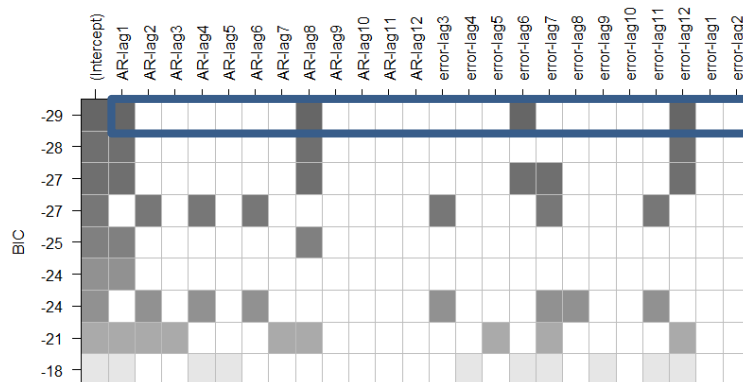 (Intercept)
AR-lag1
AR-lag2
AR-lag3
AR-lag4
AR-lag5
AR-lag6
AR-lag7
AR-lag8
AR-lag9
AR-lag10
AR-lag11
AR-lag12
error-lag3
error-lag4
error-lag5
error-lag6
error-lag7
error-lag8
error-lag9
error-lag10
error-lag11
error-lag12
error-lag1
error-lag2
BIC
-29
-28
-27
-27
-25
-24
-24
-21
-18